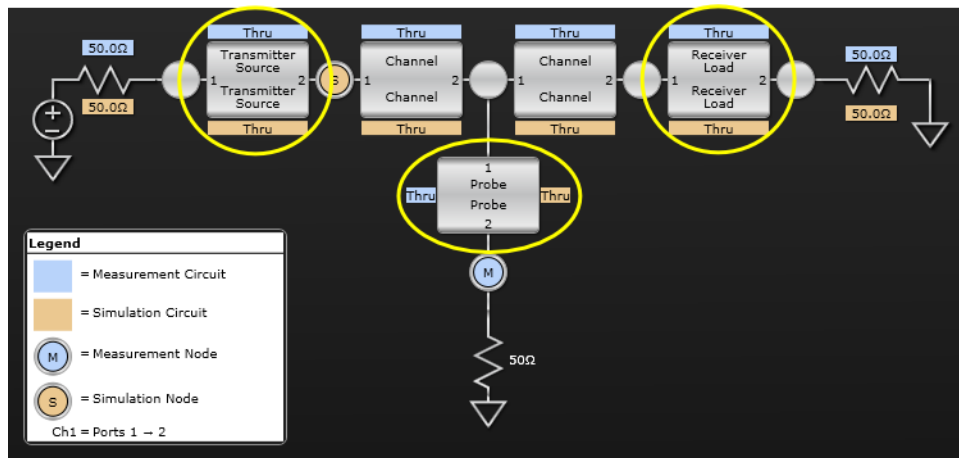 Thru
Thru
Thru
Thru
50.0Ω
50.0Ω
1
Transmitter
Source
2
Transmitter
Source
S
1
Channel
2
Channel
1
Channel
2
Channel
1
Receiver
Load
2
Receiver
Load
50.0Ω
50.0Ω
Thru
Thru
Thru
Thru
Thru
1
Probe
Probe
2
Thru
M
50Ω
Legend
= Measurement Circuit
= Simulation Circuit
M = Measurement Node
S = Simulation Node
Ch1 = Ports 1 → 2